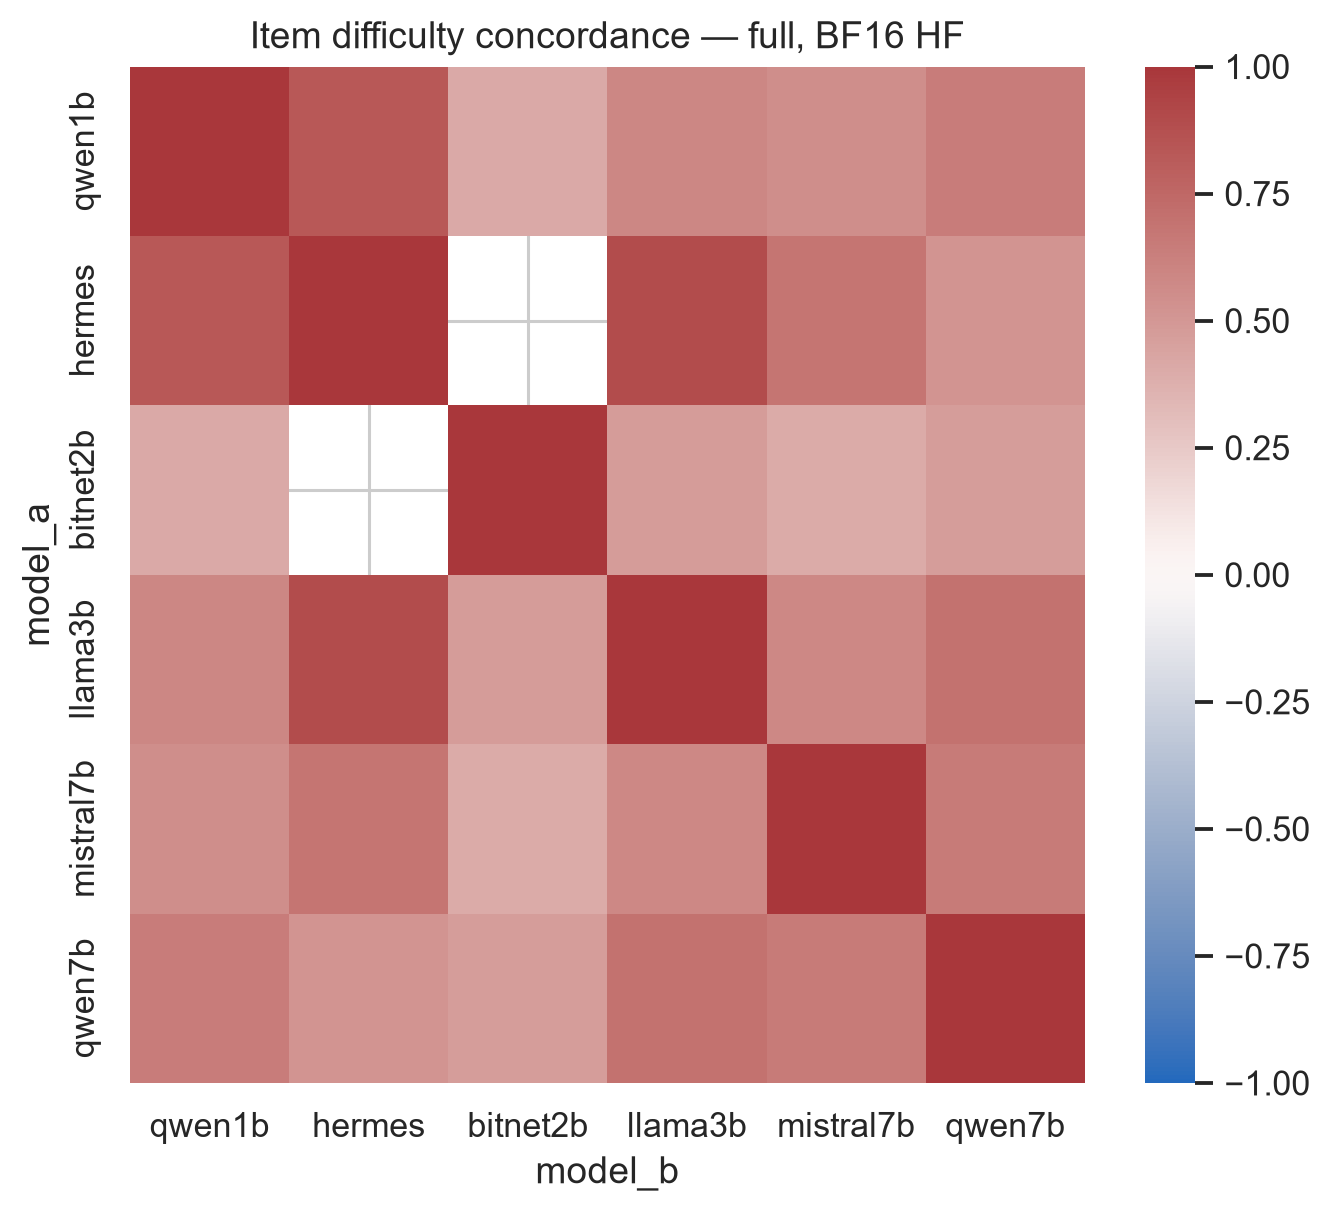 Item difficulty concordance — full, BF16 HF
model_a
qwen1b
hermes
bitnet2b
llama3b
mistral7b
qwen7b
qwen1b
hermes
bitnet2b
llama3b
mistral7b
qwen7b
model_b
1.00
0.75
0.50
0.25
0.00
−0.25
−0.50
−0.75
−1.00